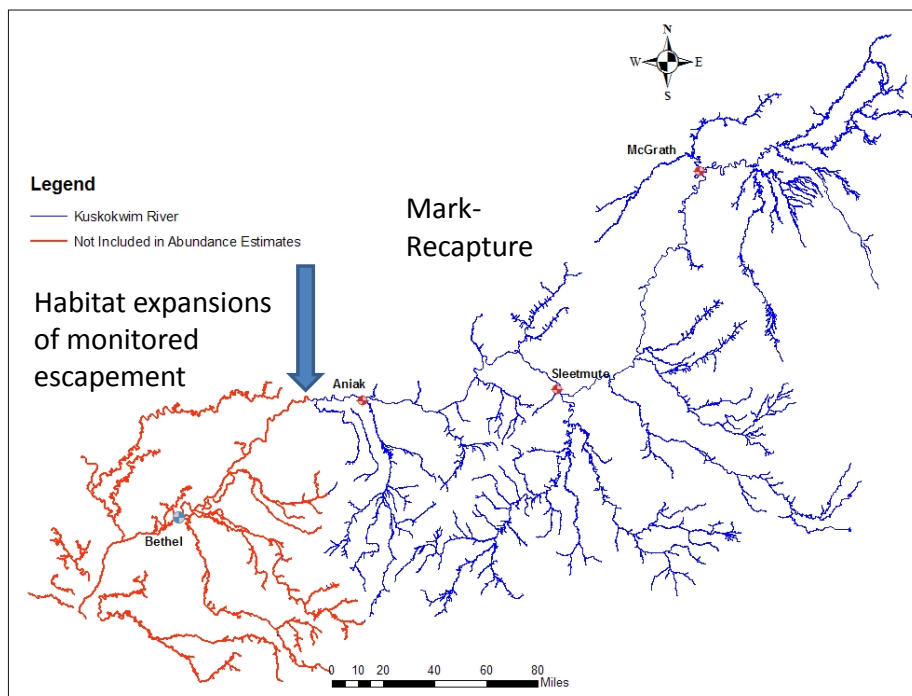 N
W E
S
McGrath
Legend
Kuskokwim River
Not Included in Abundance Estimates
Mark-
Recapture
Habitat expansions
of monitored
escapement
Aniak
Sleetmute
Bethel
0 10 20 40 60 80
Miles